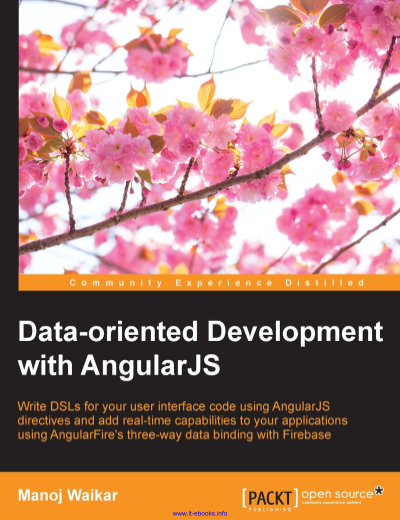 Community Experience Distilled
Data-oriented Development
with AngularJS
Write DSLs for your user interface code using AngularJS
directives and add real-time capabilities to your applications
using AngularFire's three-way data binding with Firebase
Manoj Waikar
[PACKT] open source*
PUBLISHING community experience distilled
www.it-ebooks.info